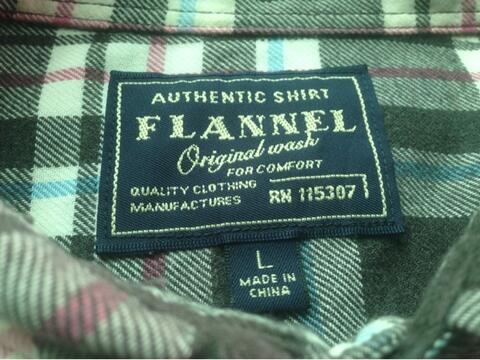 AUTHENTIC SHIRT
FLANNEL
Original wash
FOR COMFORT
QUALITY CLOTHING
MANUFACTURES
RN 115307
L
MADE IN
CHINA